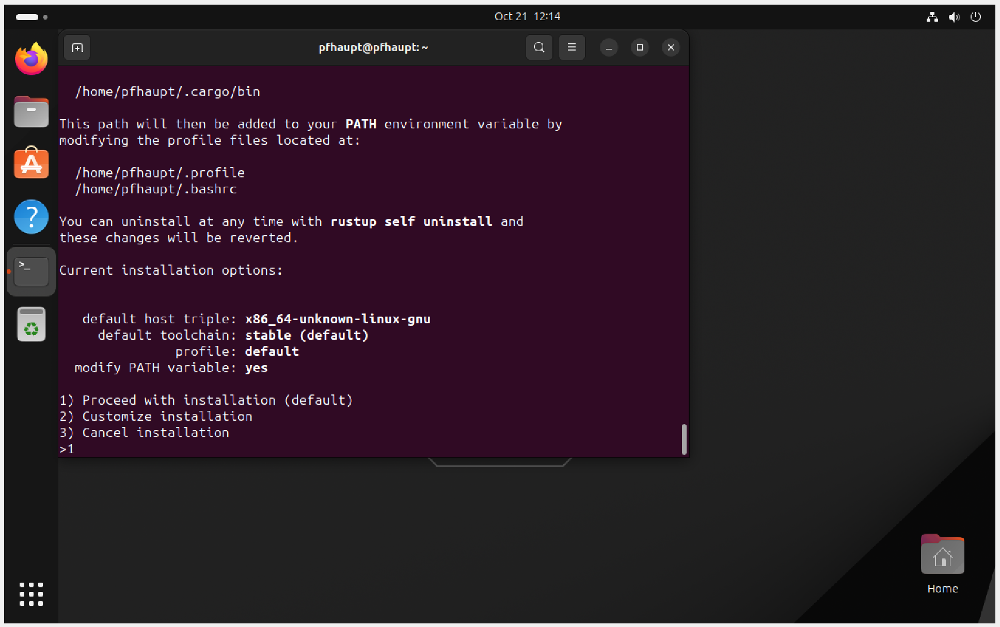 Oct 21 12:14
pfhaupt@pfhaupt: ~
/home/pfhaupt/.cargo/bin
This path will then be added to your PATH environment variable by
modifying the profile files located at:
/home/pfhaupt/.profile
/home/pfhaupt/.bashrc
You can uninstall at any time with rustup self uninstall and
these changes will be reverted.
Current installation options:
default host triple: x86_64-unknown-linux-gnu
default toolchain: stable (default)
profile: default
modify PATH variable: yes
1) Proceed with installation (default)
2) Customize installation
3) Cancel installation
>1
Home